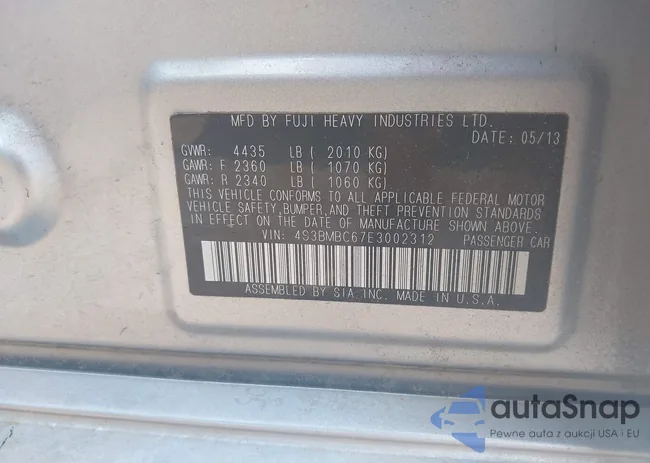 MFD BY FUJI HEAVY INDUSTRIES LTD.
DATE: 05/13
GVWR: 4435 LB ( 2010 KG)
GAWR: F 2360 LB ( 1070 KG)
GAWR: R 2340 LB ( 1060 KG)
THIS VEHICLE CONFORMS TO ALL APPLICABLE FEDERAL MOTOR
VEHICLE SAFETY,BUMPER,AND THEFT PREVENTION STANDARDS
IN EFFECT ON THE DATE OF MANUFACTURE SHOWN ABOVE.
VIN: 4S3BMBC67E3002312 PASSENGER CAR
ASSEMBLED BY SIA,INC. MADE IN U.S.A.
autaSnap
Pewne auta z aukcji USA i EU